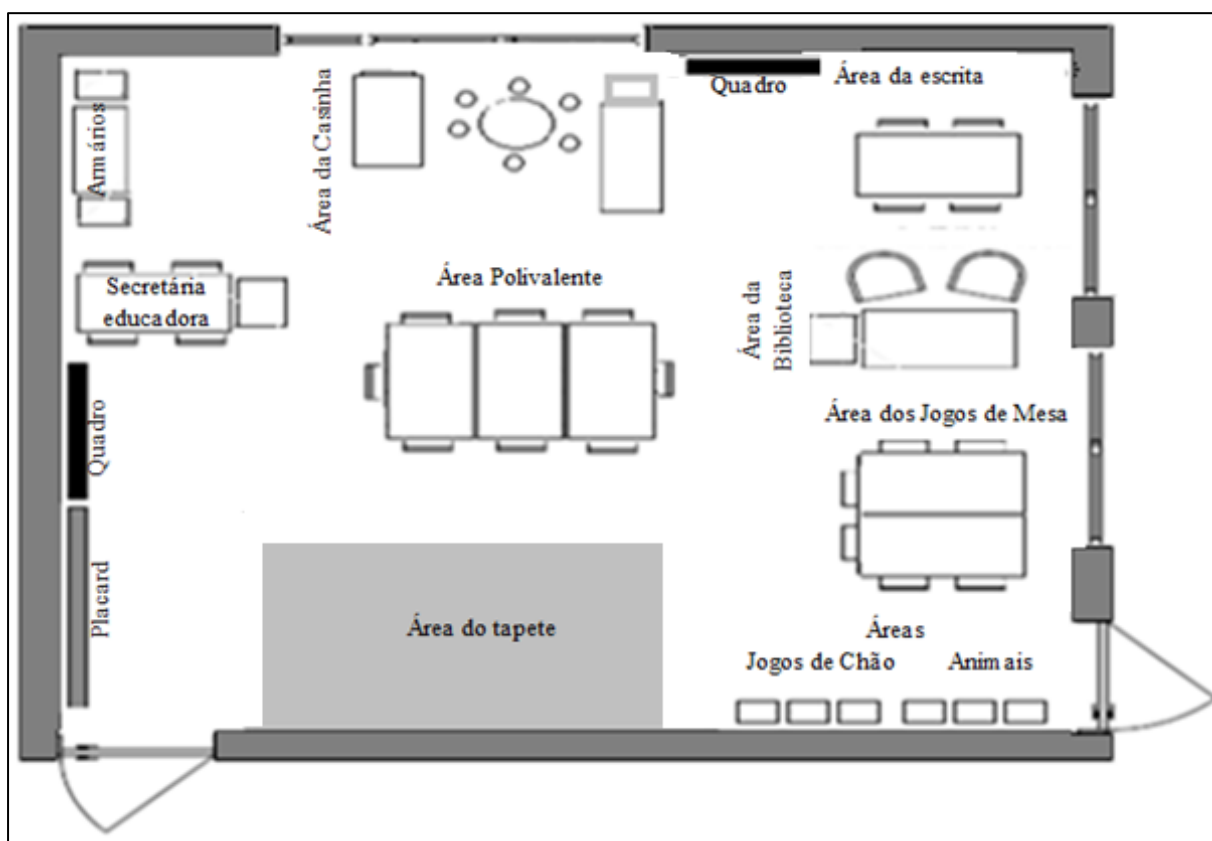 Quadro
Área da escrita
Armários
Área da Casinha
Secretária
educadora
Área Polivalente
Área da
Biblioteca
Quadro
Área dos Jogos de Mesa
Placard
Área do tapete
Áreas
Jogos de Chão
Animais